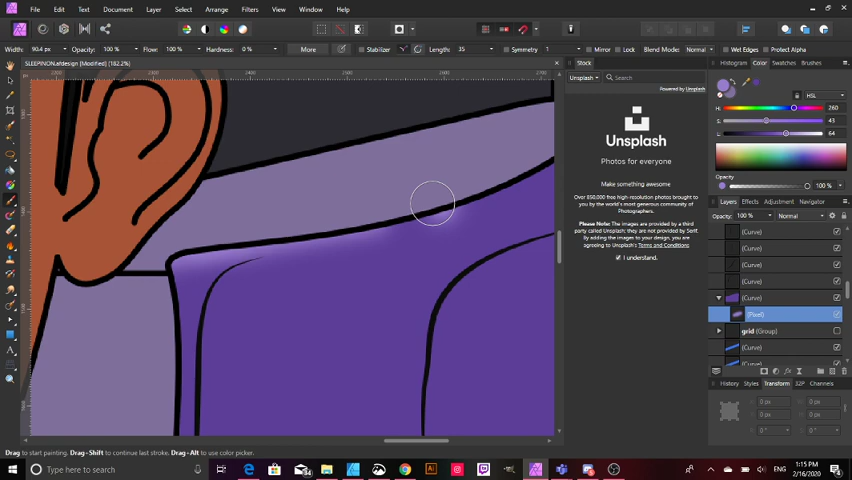 File Edit Text Document Layer Select Arrange Filters View Window Help
Width: 90.4 px Opacity: 100 % Flow: 100 % Hardness: 0 % More Stabilizer Length: 35 Symmetry: 1 Mirror Lock Blend Mode: Normal Wet Edges Protect Alpha
SLEEPINON.afdesign [Modified] (182.2%)
Stock
Unsplash Search
Powered by Unsplash
Unsplash
Photos for everyone
Make something awesome
Over 850,000 free high-resolution photos brought to you by the world's most generous community of Photographers.
Please Note: The images are provided by a third party called Unsplash; they are not provided by Serif. By adding the images to your design, you are agreeing to Unsplash's Terms and Conditions
I understand.
Histogram Color Swatches Brushes
HSL
H: 260
S: 43
L: 64
Opacity
100 %
Layers Effects Adjustment Navigator
Opacity: 100 % Normal
(Curve)
(Curve)
(Curve)
(Curve)
(Curve)
(Pixel)
grid (Group)
(Curve)
(Curve)
History Styles Transform 32P Channels
X: 0 px W: 0 px
Y: 0 px H: 0 px
R: 0 ° S: 0 °
Drag to start painting. Drag+Shift to continue last stroke. Drag+Alt to use color picker.
Type here to search
ENG
1:15 PM
2/16/2020